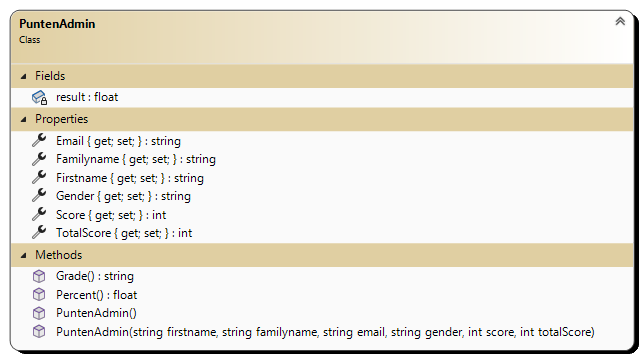 PuntenAdmin
Class
Fields
result : float
Properties
Email { get; set; } : string
Familyname { get; set; } : string
Firstname { get; set; } : string
Gender { get; set; } : string
Score { get; set; } : int
TotalScore { get; set; } : int
Methods
Grade() : string
Percent() : float
PuntenAdmin()
PuntenAdmin(string firstname, string familyname, string email, string gender, int score, int totalScore)